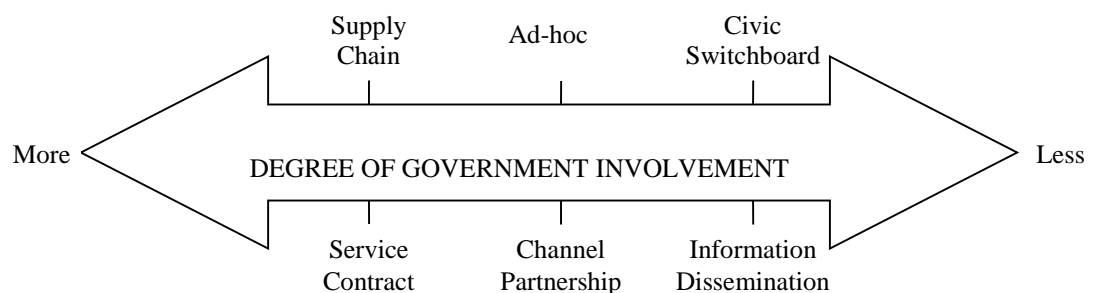 Supply
Chain
Ad-hoc
Civic
Switchboard
More
DEGREE OF GOVERNMENT INVOLVEMENT
Less
Service
Contract
Channel
Partnership
Information
Dissemination